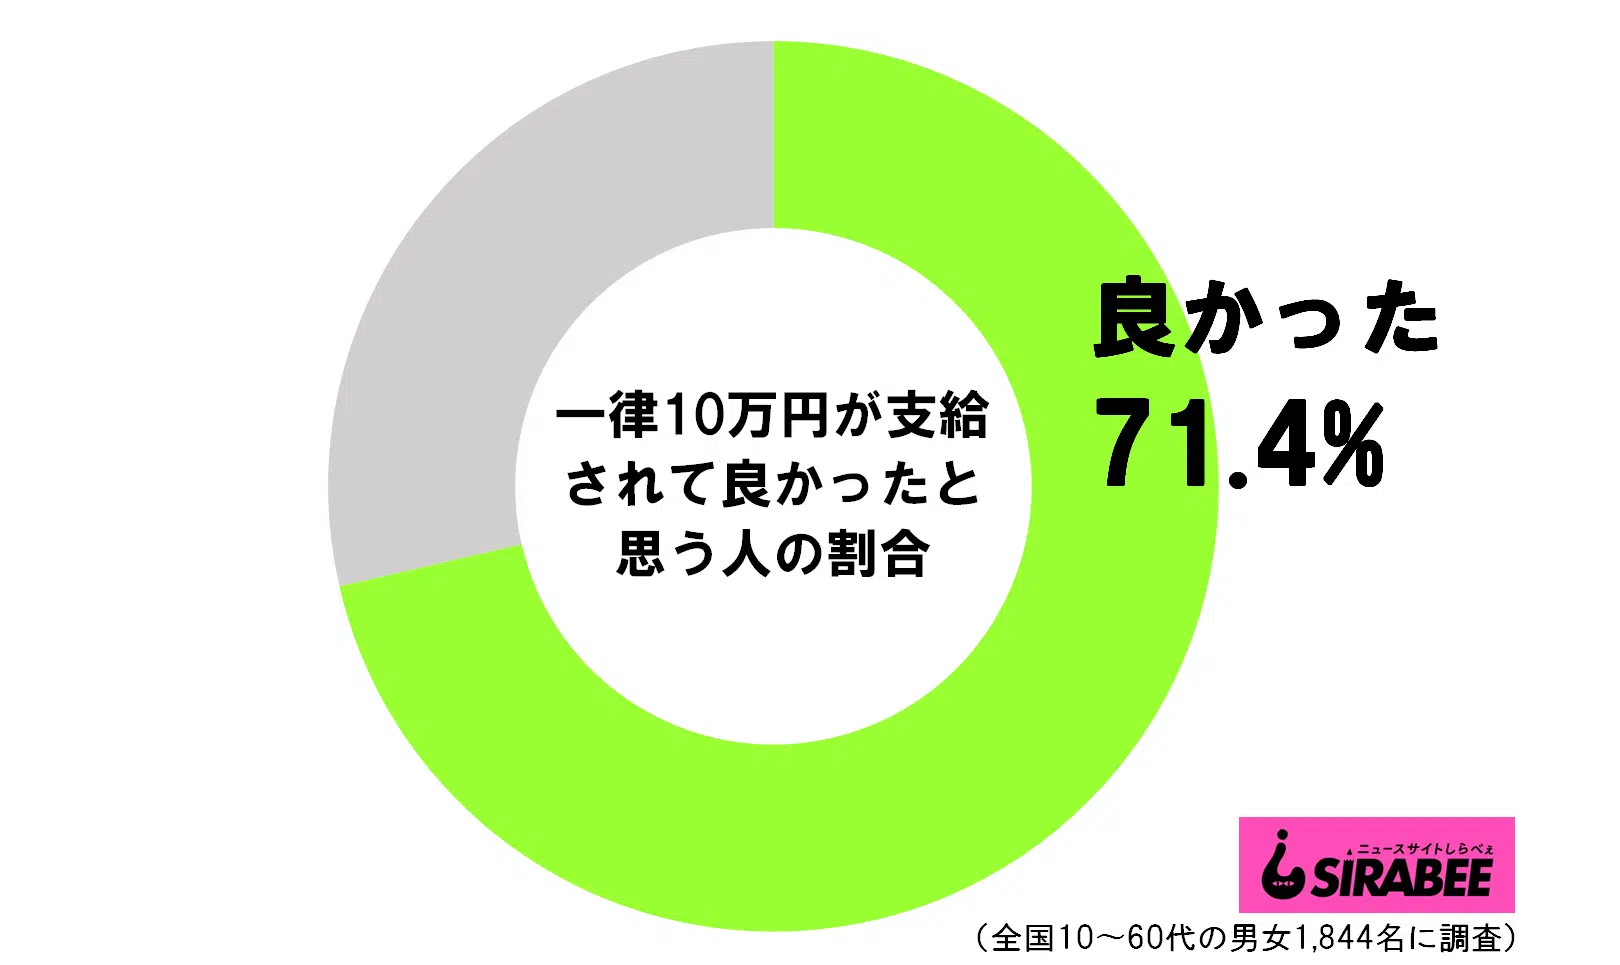 一律10万円が支給
されて良かったと
思う人の割合
良かった
71.4%
ニュースサイトしらべぇ
SIRABEE
（全国10～60代の男女1,844名に調査）